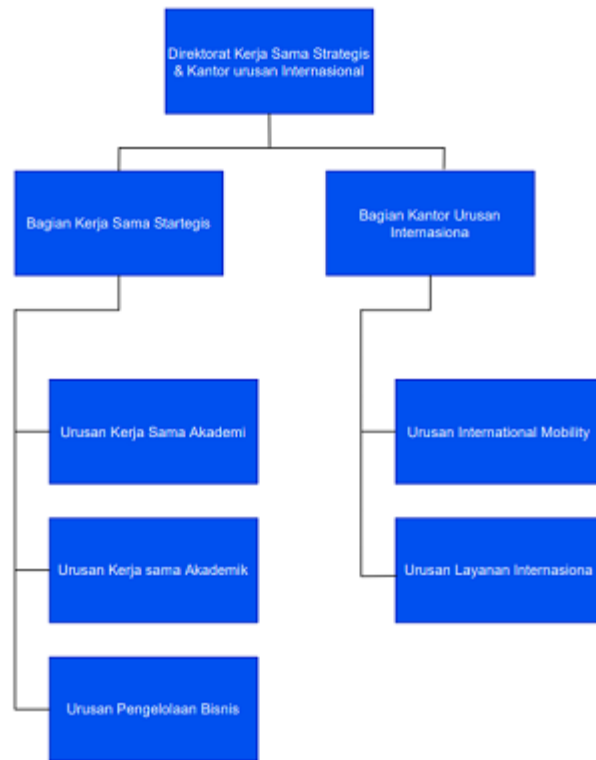 Direktorat Kerja Sama Strategis
& Kantor urusan Internasional
Bagian Kerja Sama Startegis
Bagian Kantor Urusan
Internasiona
Urusan Kerja Sama Akademi
Urusan International Mobility
Urusan Kerja sama Akademik
Urusan Layanan Internasiona
Urusan Pengelolaan Bisnis